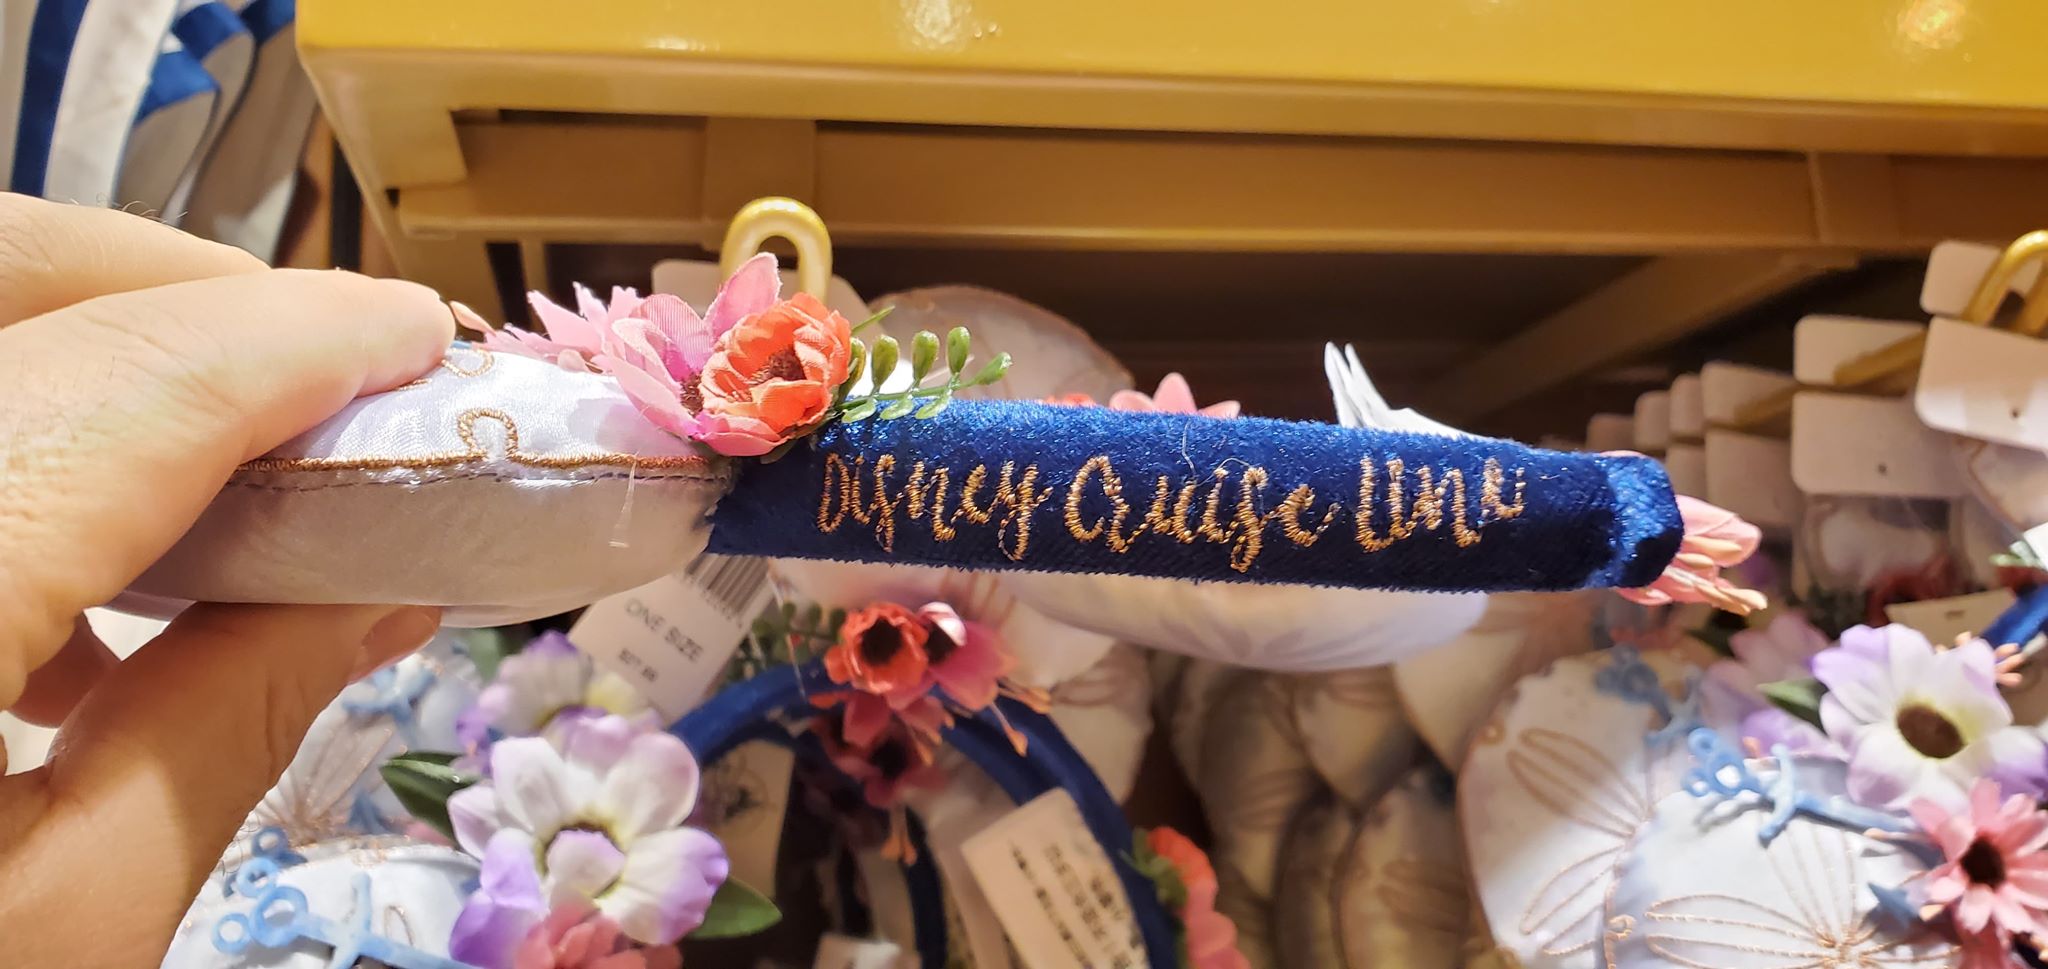 Disney Cruise Line
ONE SIZE